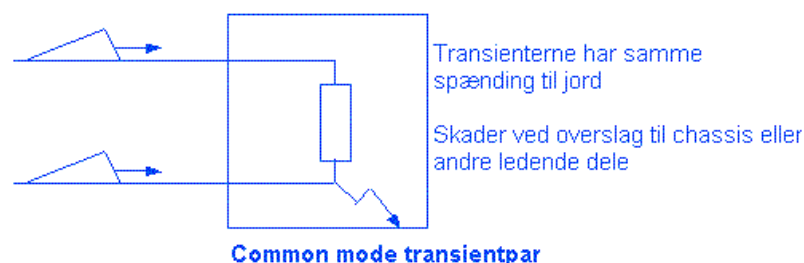 Transienterne har samme
spænding til jord
Skader ved overslag til chassis eller
andre ledende dele
Common mode transientpar